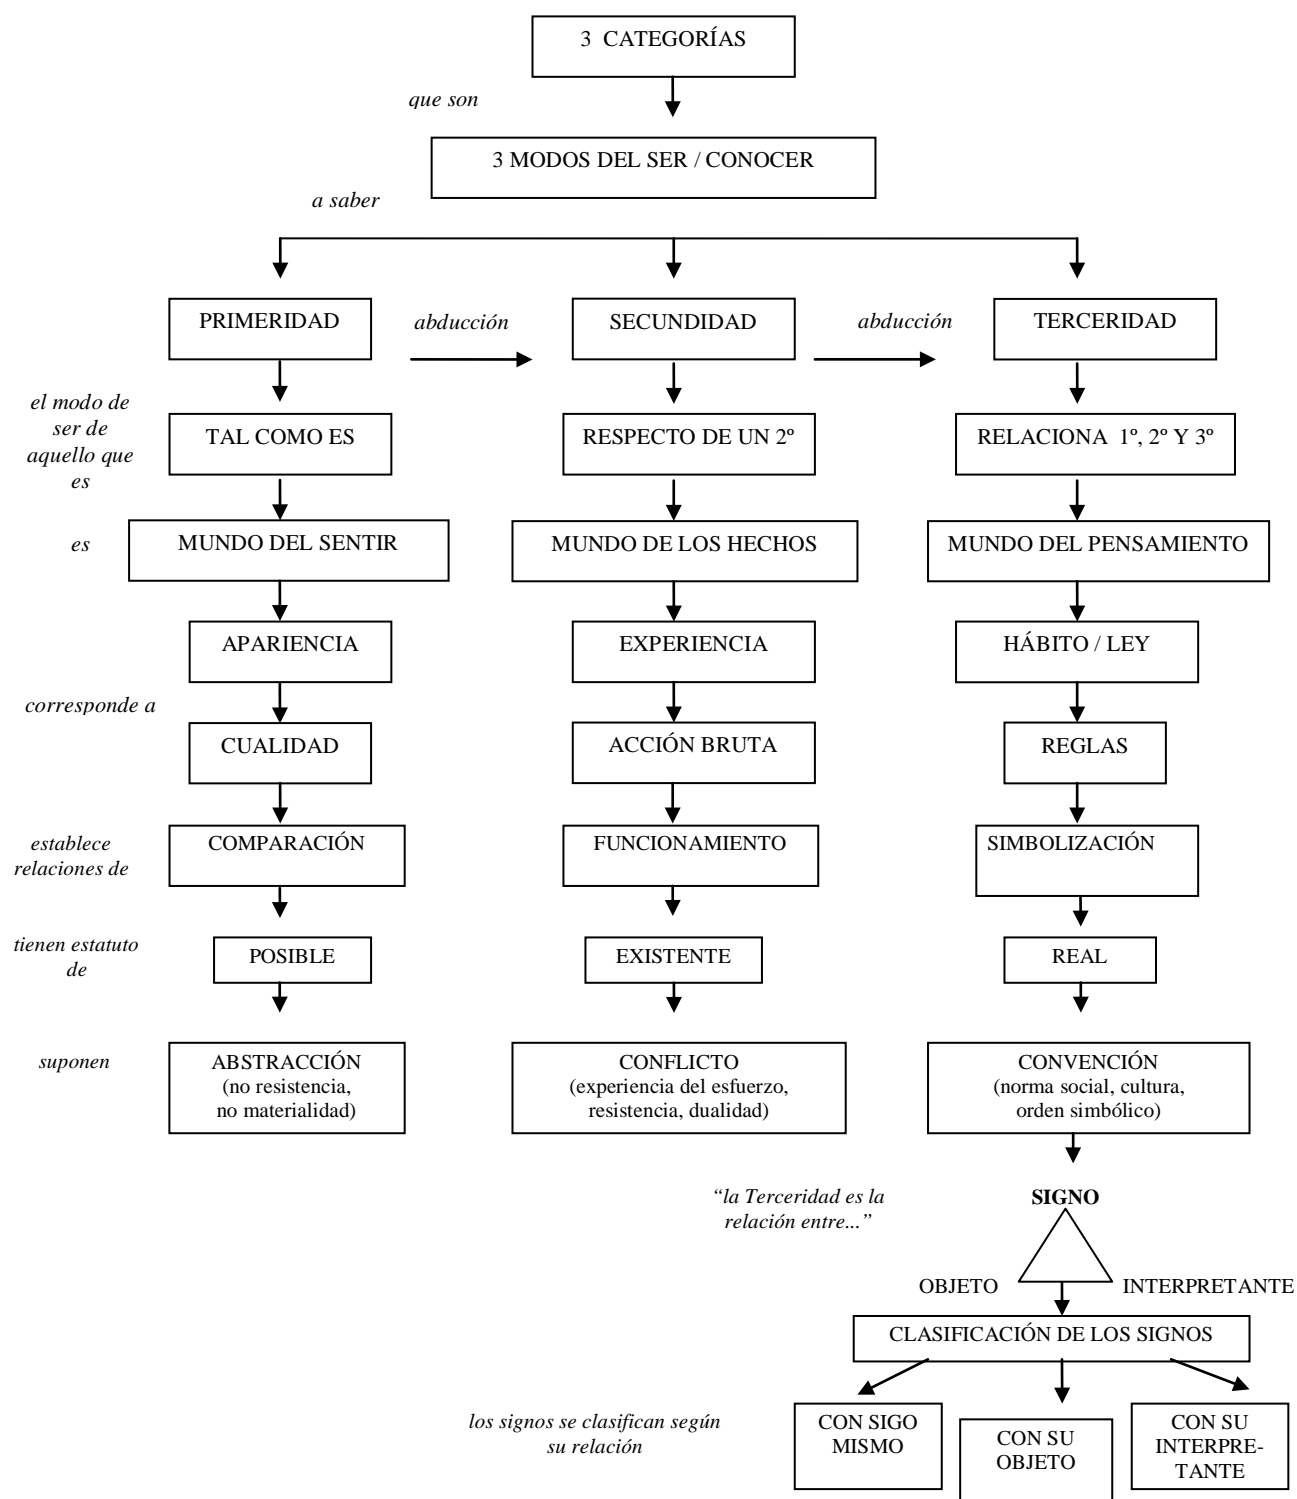 3 CATEGORÍAS
que son
3 MODOS DEL SER / CONOCER
a saber
PRIMERIDAD
abducción
SECUNDIDAD
abducción
TERCERIDAD
el modo de
ser de
aquello que
es
TAL COMO ES
RESPECTO DE UN 2º
RELACIONA 1º, 2º Y 3º
es
MUNDO DEL SENTIR
MUNDO DE LOS HECHOS
MUNDO DEL PENSAMIENTO
APARIENCIA
EXPERIENCIA
HÁBITO / LEY
corresponde a
CUALIDAD
ACCIÓN BRUTA
REGLAS
establece
relaciones de
COMPARACIÓN
FUNCIONAMIENTO
SIMBOLIZACIÓN
tienen estatuto
de
POSIBLE
EXISTENTE
REAL
suponen
ABSTRACCIÓN
(no resistencia,
no materialidad)
CONFLICTO
(experiencia del esfuerzo,
resistencia, dualidad)
CONVENCIÓN
(norma social, cultura,
orden simbólico)
“la Terceridad es la
relación entre...”
SIGNO
OBJETO
INTERPRETANTE
CLASIFICACIÓN DE LOS SIGNOS
los signos se clasifican según
su relación
CON SIGO
MISMO
CON SU
OBJETO
CON SU
INTERPRE-
TANTE